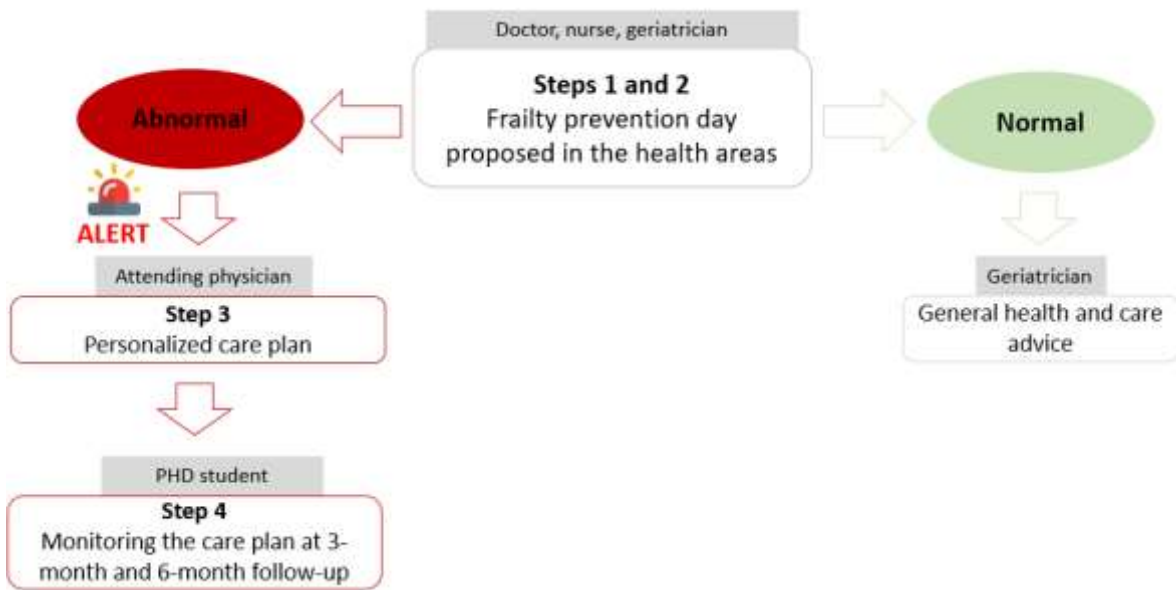 Doctor, nurse, geriatrician
Steps 1 and 2
Frailty prevention day
proposed in the health areas
Abnormal
Normal
ALERT
Attending physician
Step 3
Personalized care plan
Geriatrician
General health and care
advice
PHD student
Step 4
Monitoring the care plan at 3-
month and 6-month follow-up